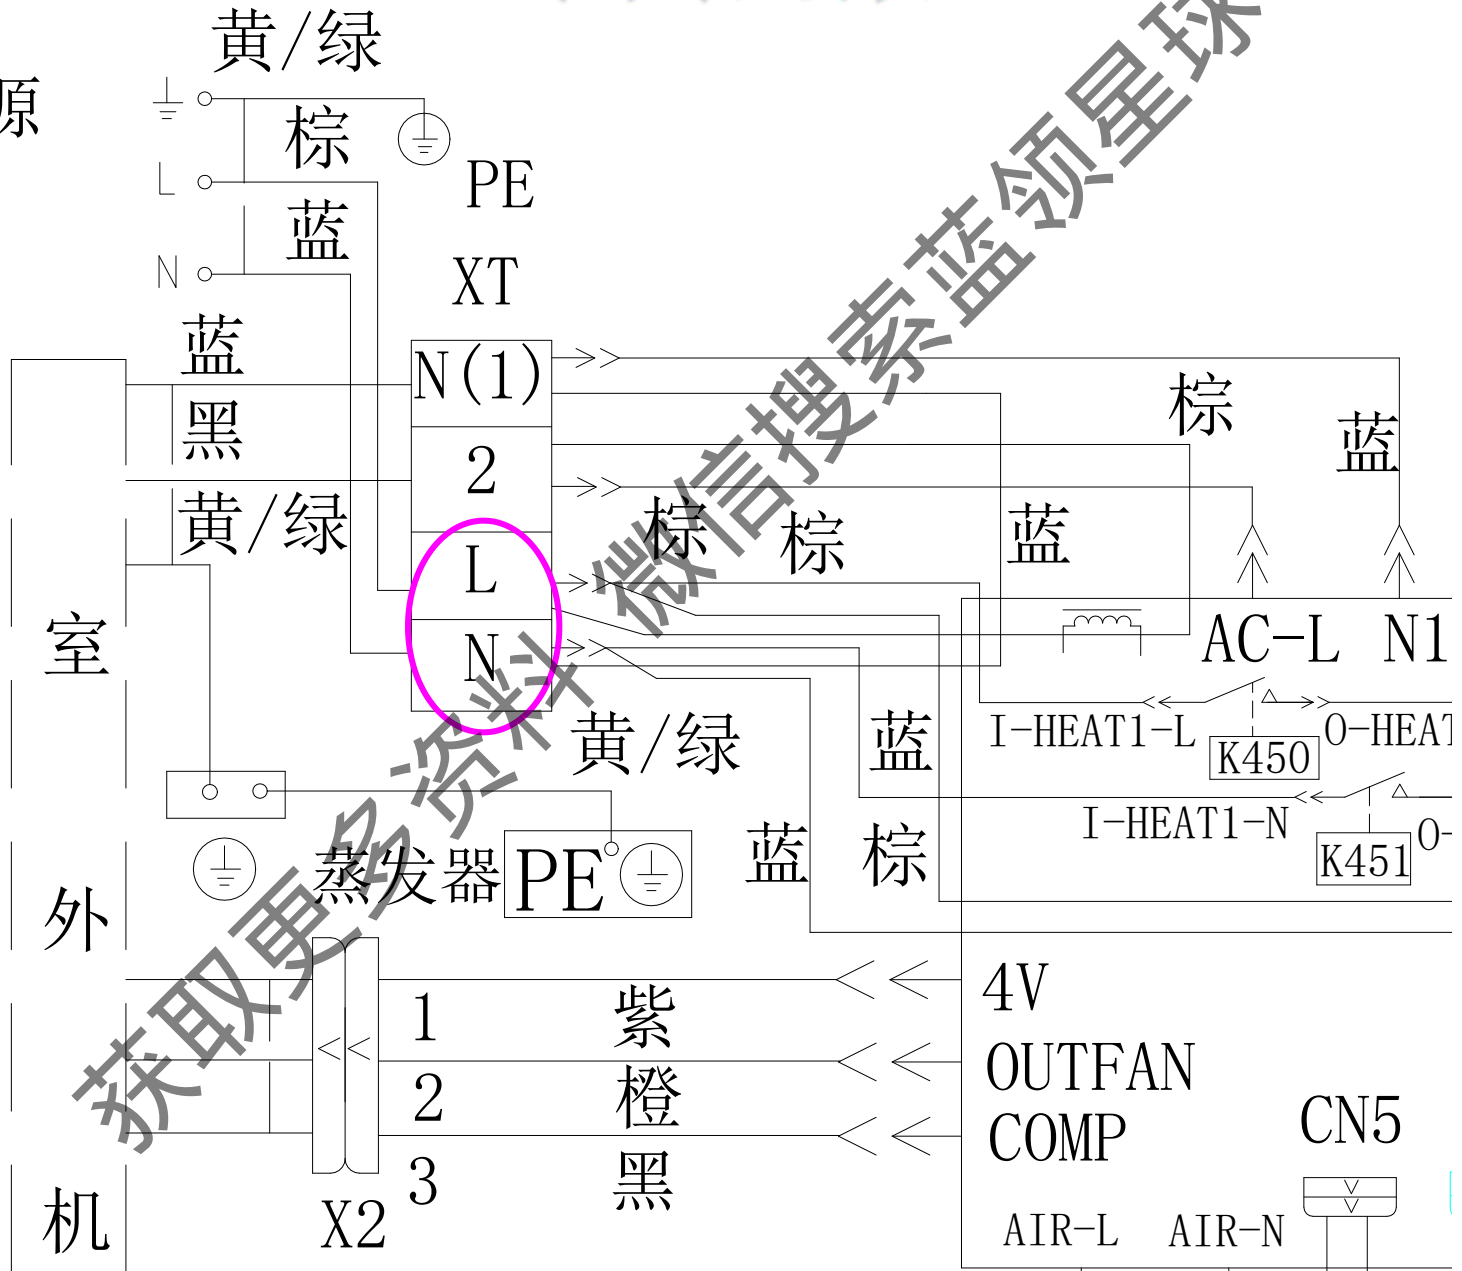 黄/绿
源
棕
L
PE
蓝
N
XT
蓝
N(1)
棕
黑
蓝
2
黄/绿
棕
棕
蓝
L
室
AC-L
N1
N
I-HEAT1-L
O-HEAT
黄/绿
蓝
K450
I-HEAT1-N
O-
蓝
棕
K451
蒸发器
PE
外
4V
1
紫
OUTFAN
2
橙
COMP
CN5
3
黑
机
X2
AIR-L
AIR-N
获取更多资料 微信搜索蓝领星球